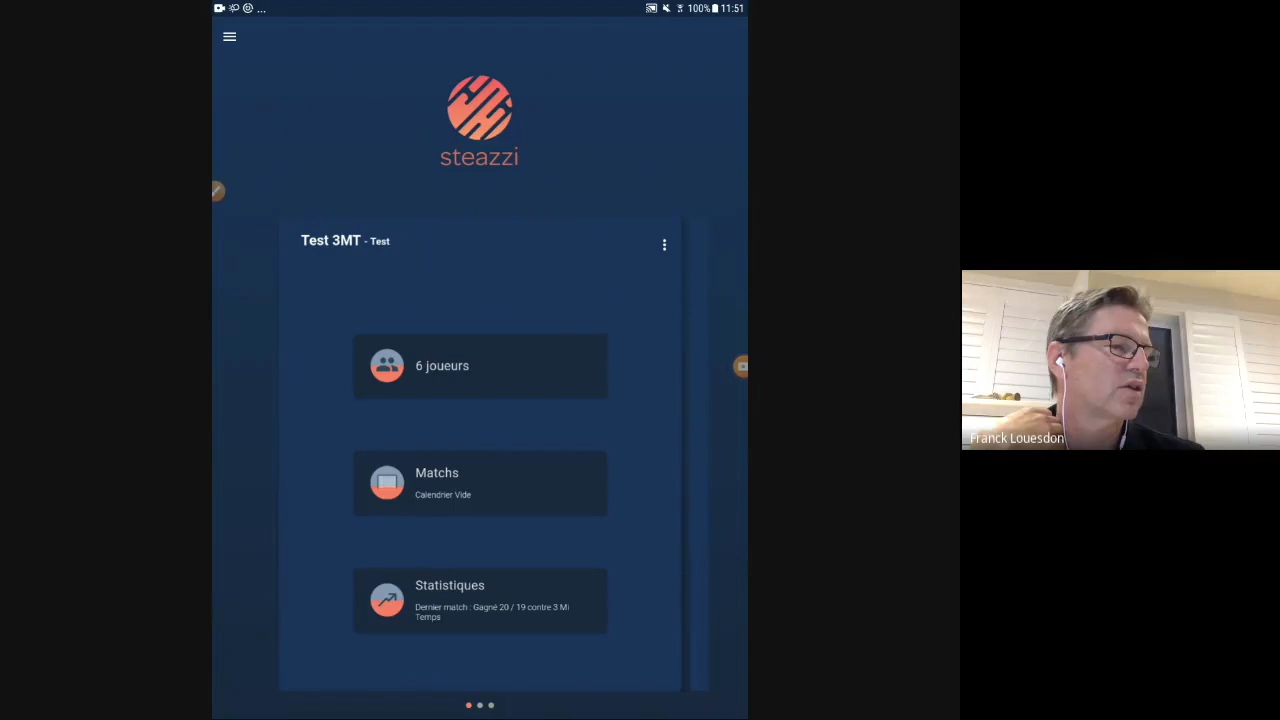 ...
100%
11:51
steazzi
Test 3MT - Test
6 joueurs
Matchs
Calendrier Vide
Statistiques
Dernier match : Gagné 20 / 19 contre 3 Mi
Temps
Franck Louesdon